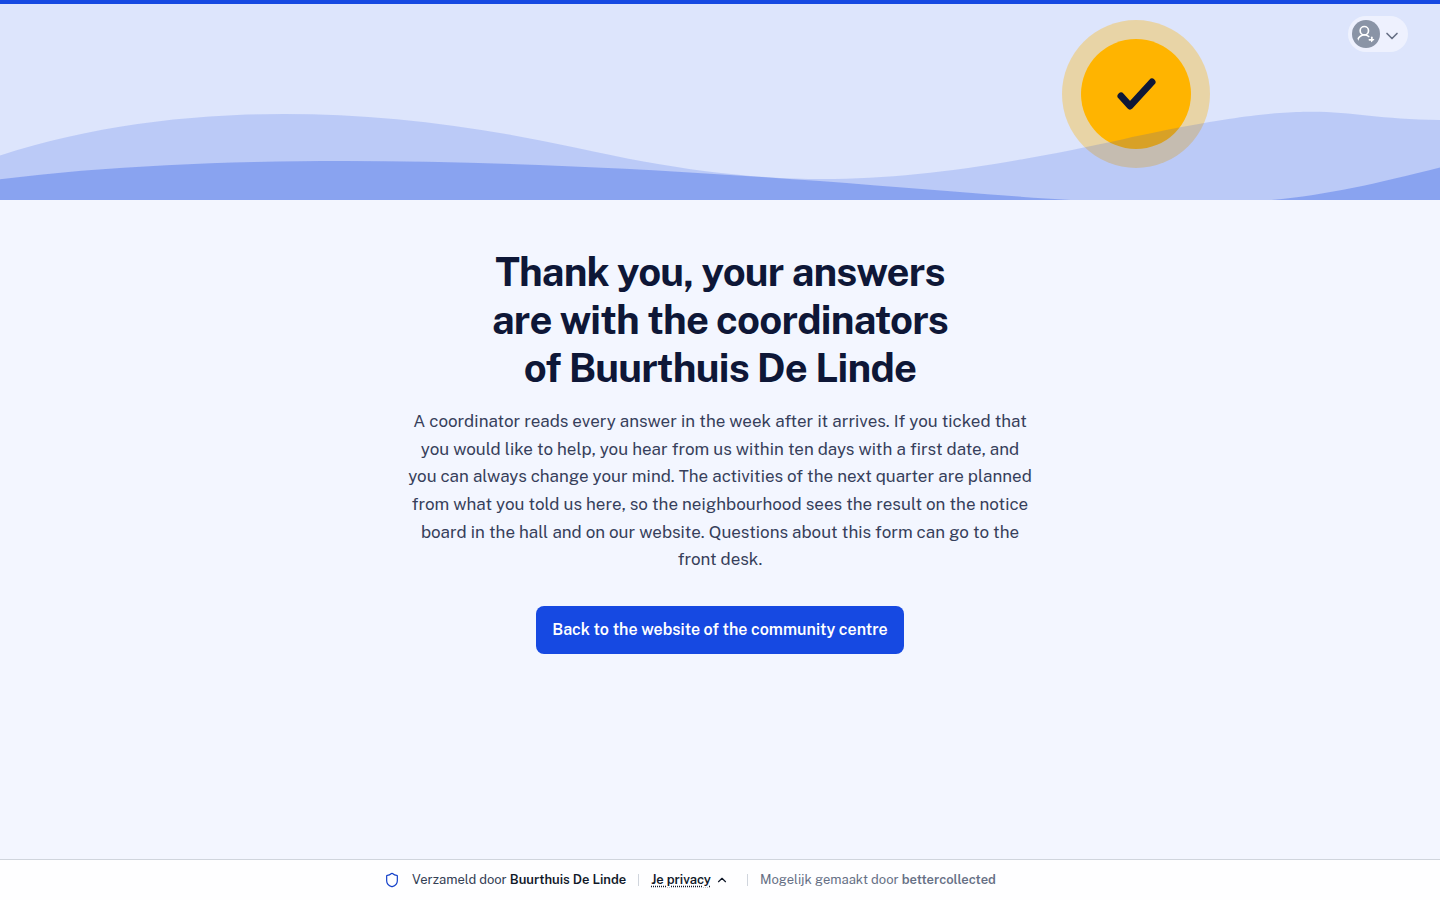 Thank you, your answers
are with the coordinators
of Buurthuis De Linde
A coordinator reads every answer in the week after it arrives. If you ticked that
you would like to help, you hear from us within ten days with a first date, and
you can always change your mind. The activities of the next quarter are planned
from what you told us here, so the neighbourhood sees the result on the notice
board in the hall and on our website. Questions about this form can go to the
front desk.
Back to the website of the community centre
Verzameld door Buurthuis De Linde
Je privacy
Mogelijk gemaakt door bettercollected